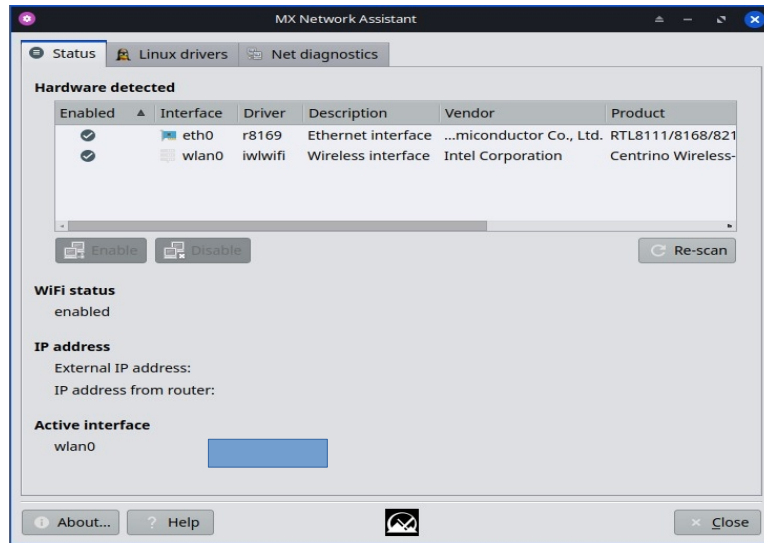 MX Network Assistant
Status Linux drivers Net diagnostics
Hardware detected
Enabled Interface Driver Description Vendor Product
eth0 r8169 Ethernet interface ...miconductor Co., Ltd. RTL8111/8168/821
wlan0 iwlwifi Wireless interface Intel Corporation Centrino Wireless-
Enable Disable Re-scan
WiFi status
enabled
IP address
External IP address:
IP address from router:
Active interface
wlan0
About... Help Close